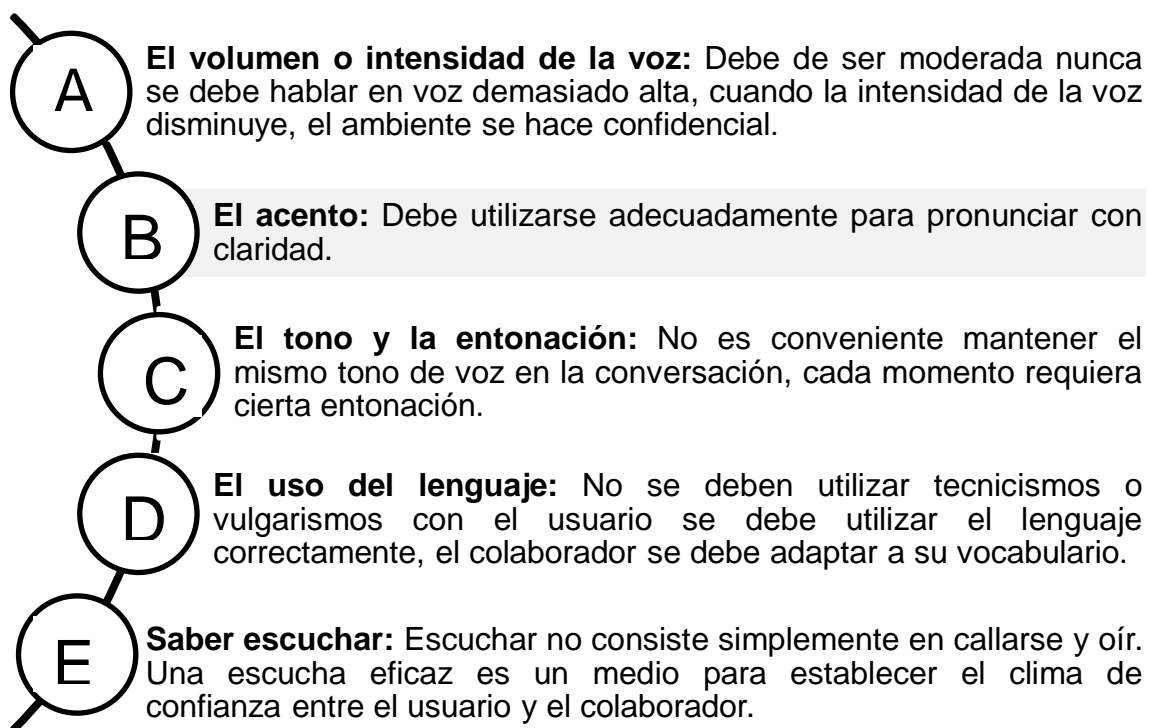 A
El volumen o intensidad de la voz: Debe de ser moderada nunca
se debe hablar en voz demasiado alta, cuando la intensidad de la voz
disminuye, el ambiente se hace confidencial.
B
El acento: Debe utilizarse adecuadamente para pronunciar con
claridad.
C
El tono y la entonación: No es conveniente mantener el
mismo tono de voz en la conversación, cada momento requiera
cierta entonación.
D
El uso del lenguaje: No se deben utilizar tecnicismos o
vulgarismos con el usuario se debe utilizar el lenguaje
correctamente, el colaborador se debe adaptar a su vocabulario.
E
Saber escuchar: Escuchar no consiste simplemente en callarse y oír.
Una escucha eficaz es un medio para establecer el clima de
confianza entre el usuario y el colaborador.